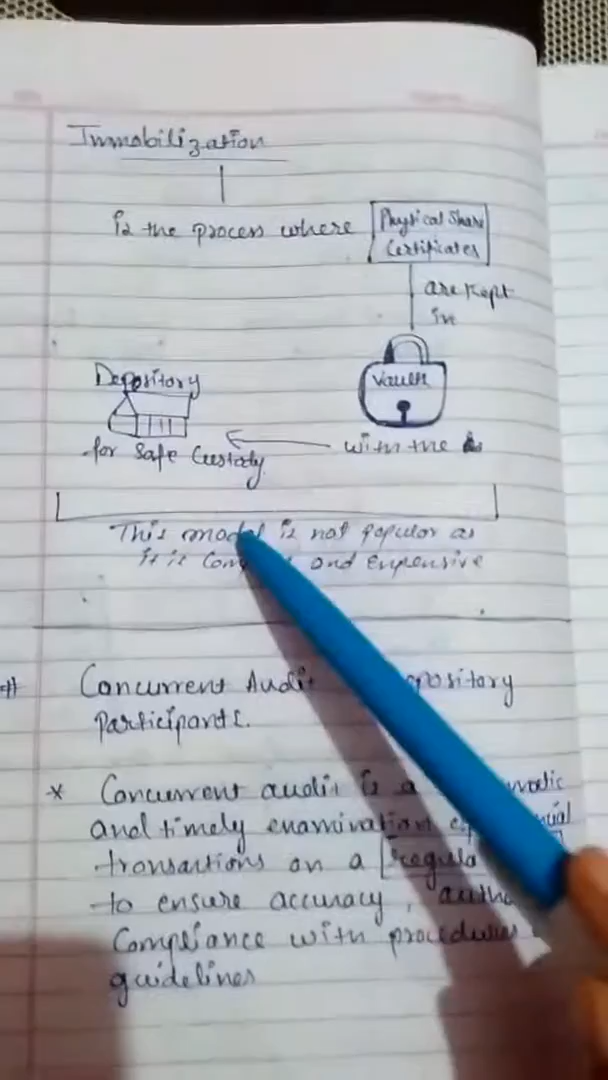 Immobilization
is the process where Physical Share
Certificates
are kept
in
Vault
Depository
for Safe Custody
with the
This model is not popular as
it is and expensive
# Concurrent Audit
Participants.
* Concurrent audit is a
and timely examination
transactions on a
to ensure accuracy,
Compliance with procedures
guidelines